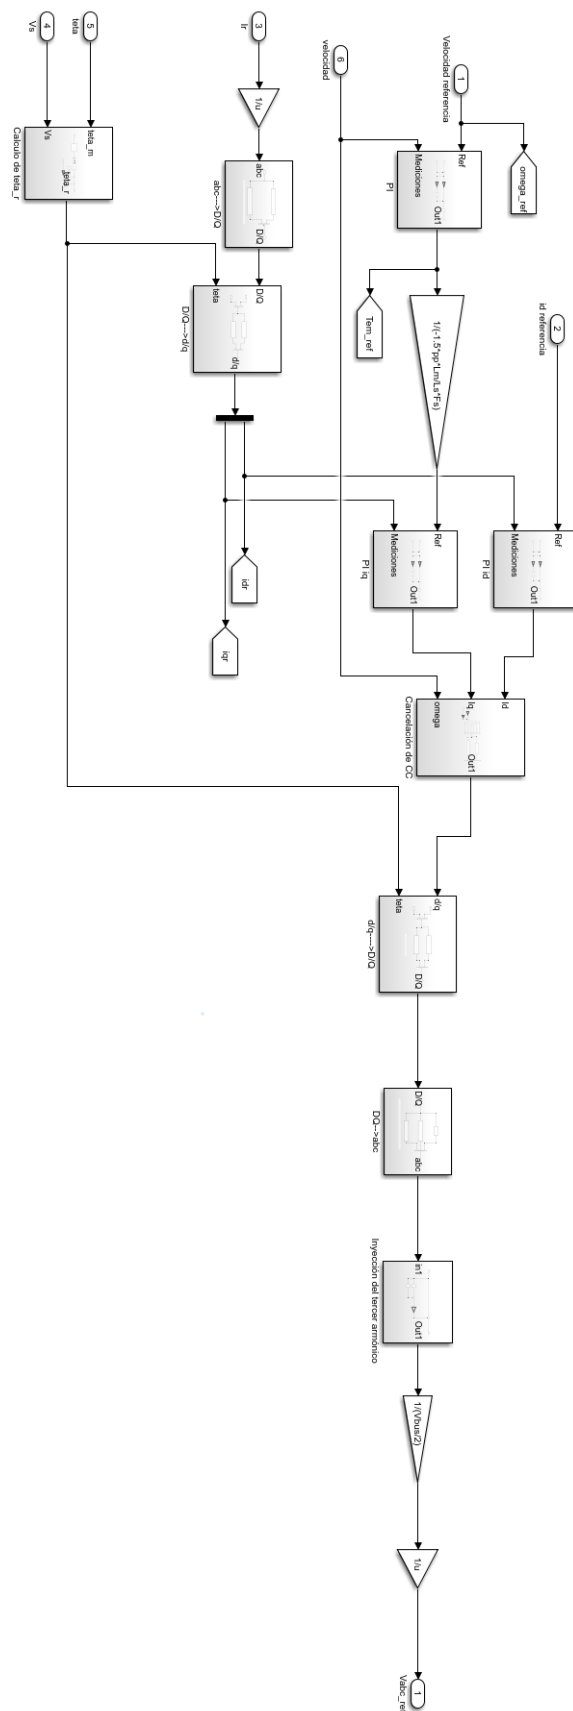 1
Velocidad referencia
omega_ref
Ref
Mediciones
Out1
PI
Tem_ref
1/(-1.5*pp*Lm/Ls*Fs)
6
velocidad
2
id referencia
3
Ir
1/u
abc
D/Q
abc--->D/Q
D/Q
teta
d/q
D/Q--->d/q
5
teta
4
Vs
teta_m
Vs
teta_r
Calculo de teta_r
idr
iqr
Ref
Mediciones
Out1
PI id
Ref
Mediciones
Out1
PI iq
Id
Iq
omega
Out1
Cancelación de CC
d/q
teta
D/Q
d/q---->D/Q
D/Q
abc
DQ-->abc
In1
Out1
Inyección del tercer armónico
1/(Vbus/2)
1/u
1
Vabc_ref